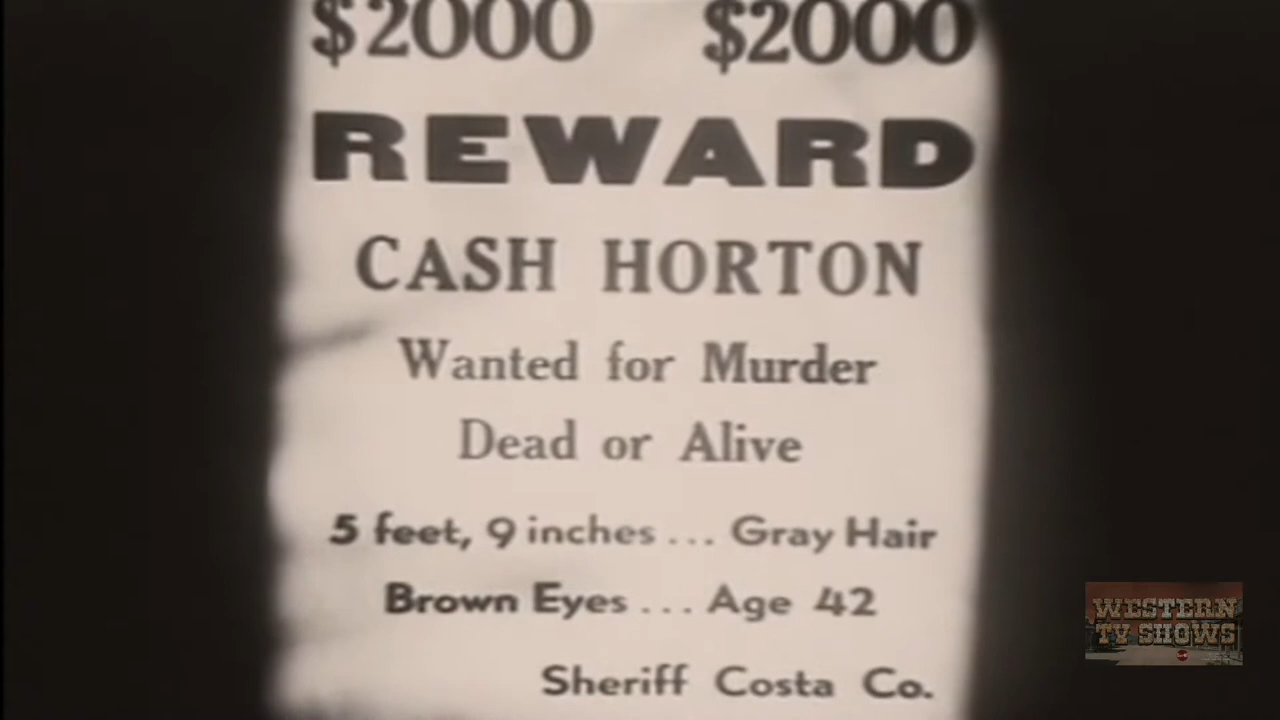 $2000 $2000
REWARD
CASH HORTON
Wanted for Murder
Dead or Alive
5 feet, 9 inches ... Gray Hair
Brown Eyes ... Age 42
Sheriff Costa Co.
WESTERN
TV SHOWS